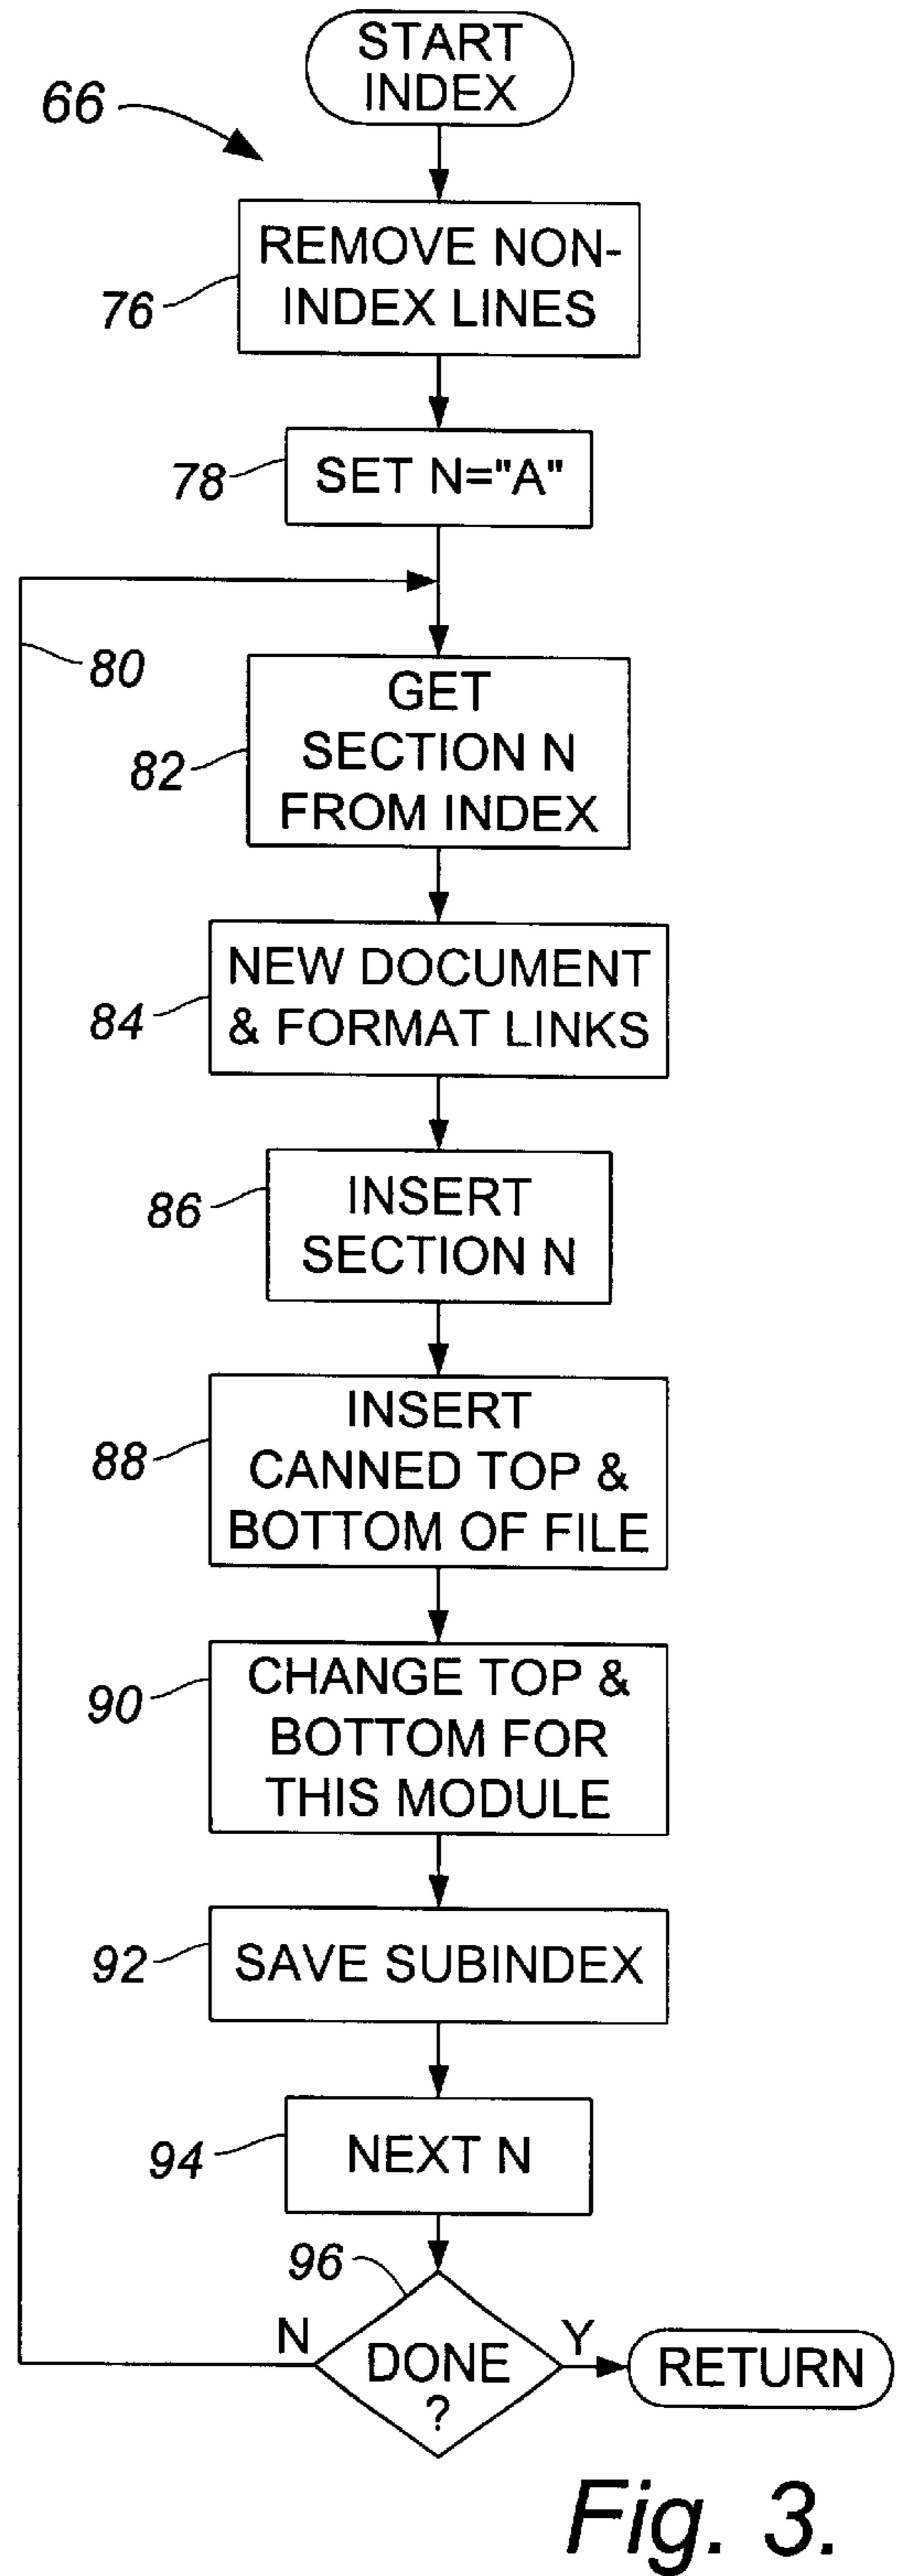 START
INDEX
66
REMOVE NON-
INDEX LINES
76
SET N="A"
78
80
GET
SECTION N
FROM INDEX
82
NEW DOCUMENT
& FORMAT LINKS
84
INSERT
SECTION N
86
INSERT
CANNED TOP &
BOTTOM OF FILE
88
CHANGE TOP &
BOTTOM FOR
THIS MODULE
90
SAVE SUBINDEX
92
NEXT N
94
96
N
DONE
?
Y
RETURN
Fig. 3.